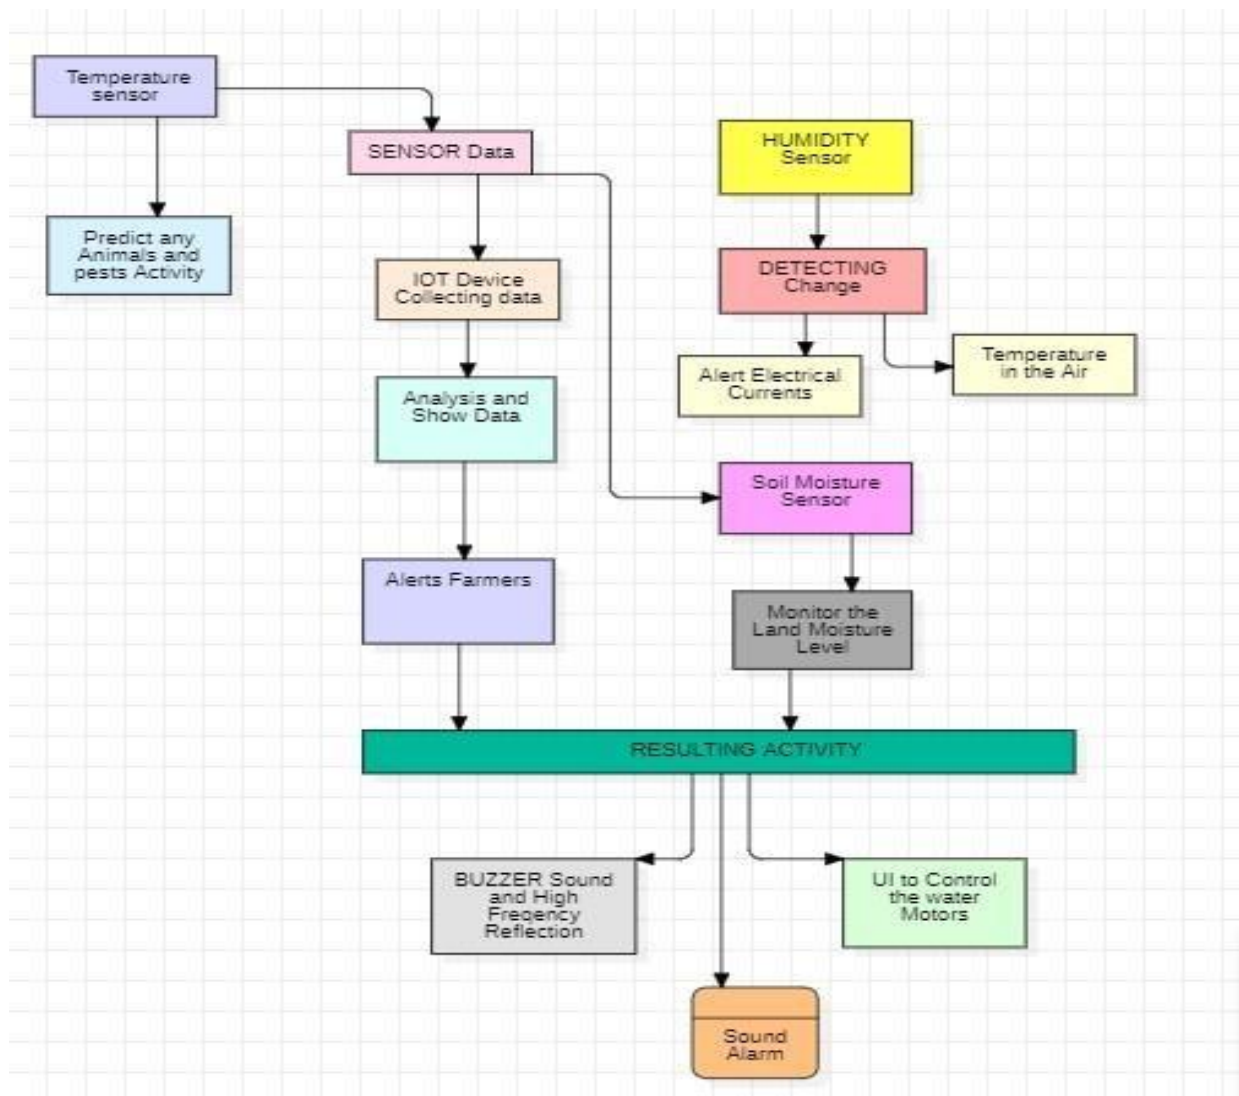 Temperature
sensor
SENSOR Data
HUMIDITY
Sensor
Predict any
Animals and
pests Activity
IOT Device
Collecting data
DETECTING
Change
Alert Electrical
Currents
Temperature
in the Air
Analysis and
Show Data
Soil Moisture
Sensor
Alerts Farmers
Monitor the
Land Moisture
Level
RESULTING ACTIVITY
BUZZER Sound
and High
Freqency
Reflection
UI to Control
the water
Motors
Sound
Alarm